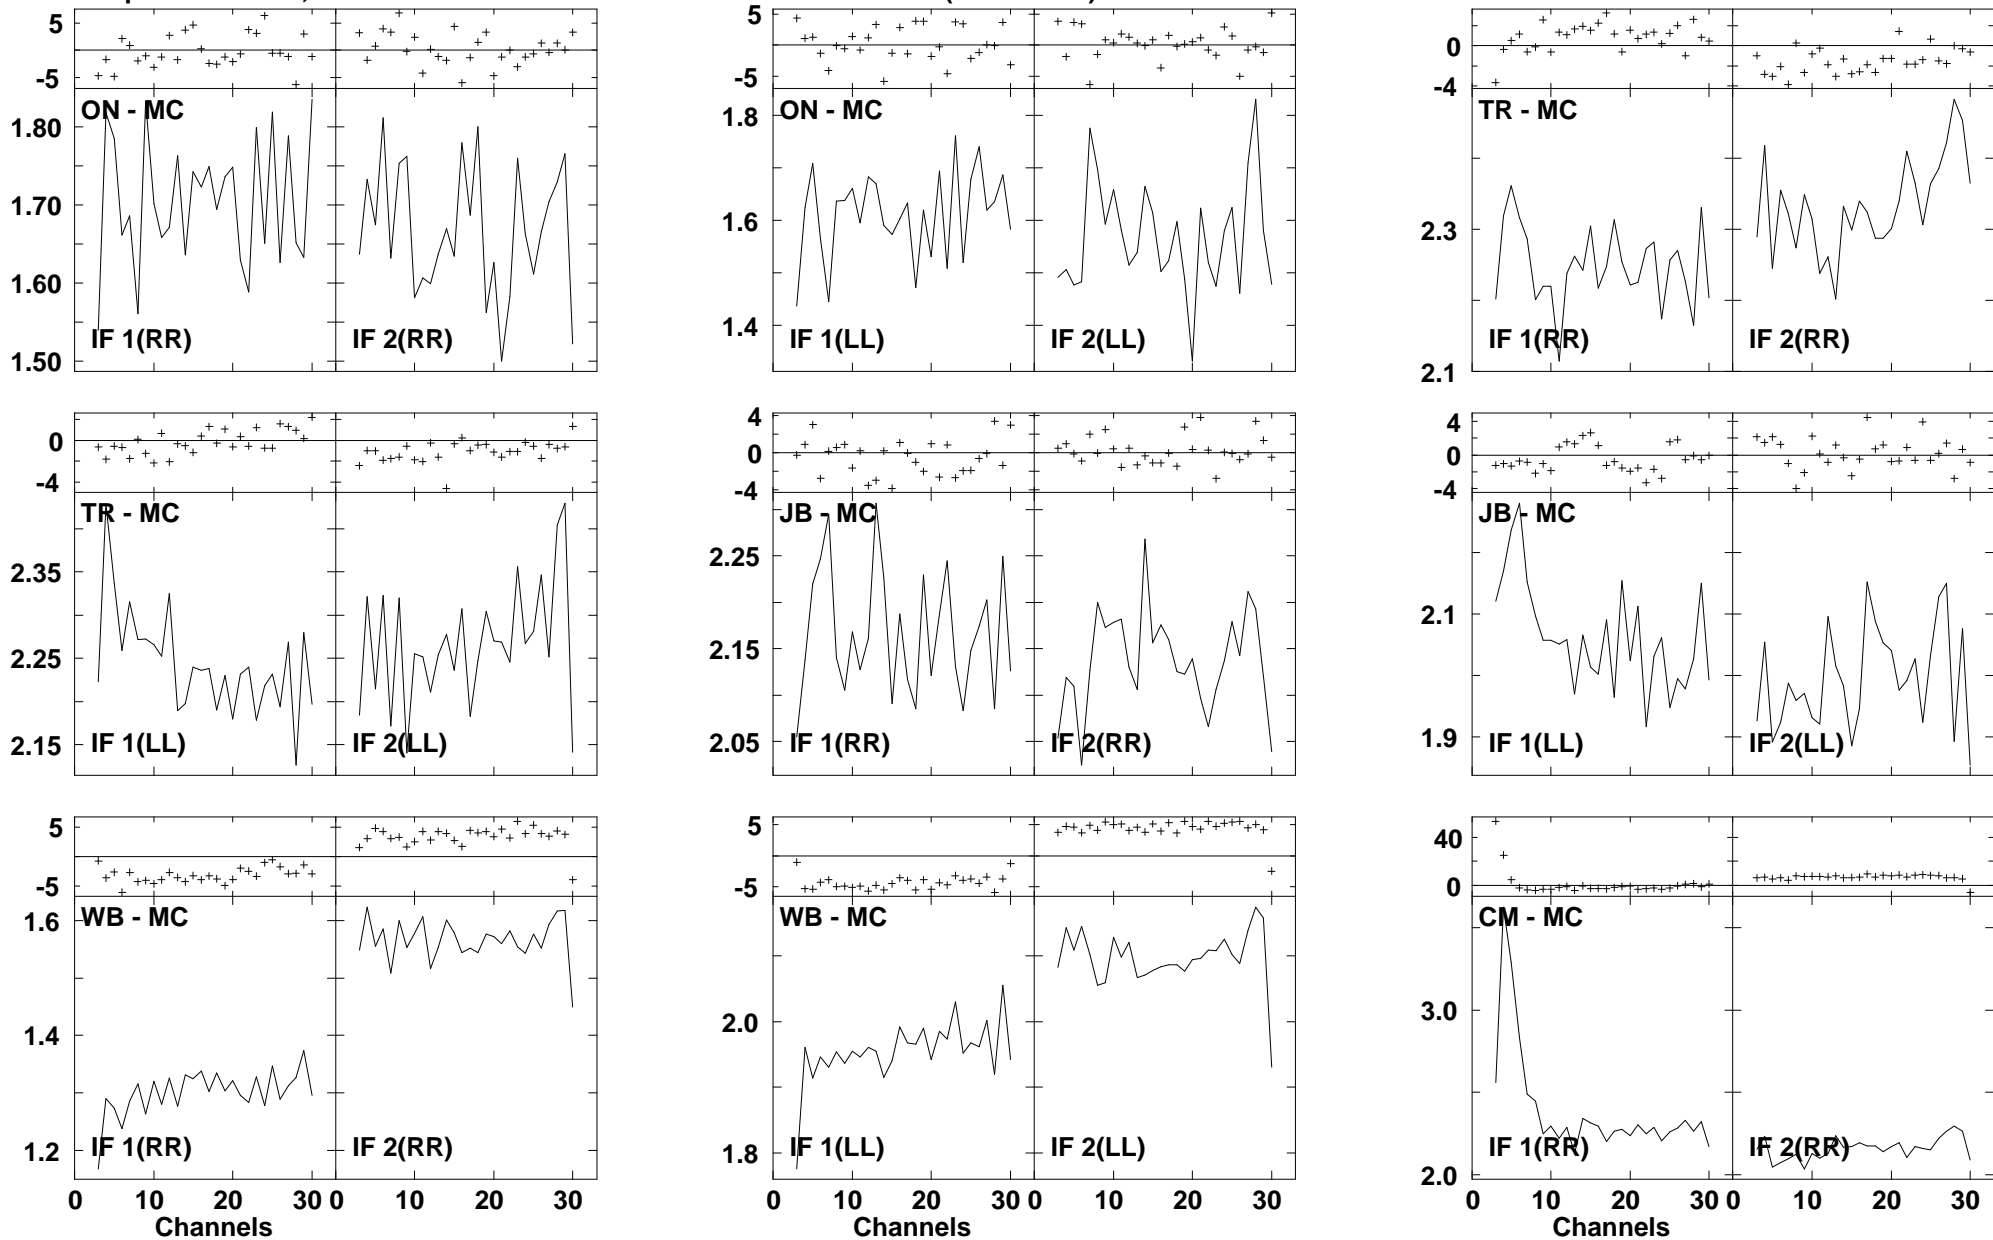 5 5 0
-5 -5 -4
ON - MC ON - MC TR - MC
1.80 1.8
1.70 1.6 2.3
1.60 1.4
IF 1(RR) IF 2(RR) IF 1(LL) IF 2(LL) IF 1(RR) IF 2(RR)
1.50 2.1
0 4 4
-4 0 0
-4 -4
TR - MC JB - MC JB - MC
2.35 2.25
2.25 2.15 2.1
2.15 2.05 1.9
IF 1(LL) IF 2(LL) IF 1(RR) IF 2(RR) IF 1(LL) IF 2(LL)
5 5 40
-5 -5 0
WB - MC WB - MC CM - MC
1.6
1.4 2.0 3.0
1.2 1.8 2.0
IF 1(RR) IF 2(RR) IF 1(LL) IF 2(LL) IF 1(RR) IF 2(RR)
0 10 20 30 0 10 20 30 0 10 20 30 0 10 20 30 0 10 20 30 0 10 20 30
Channels Channels Channels